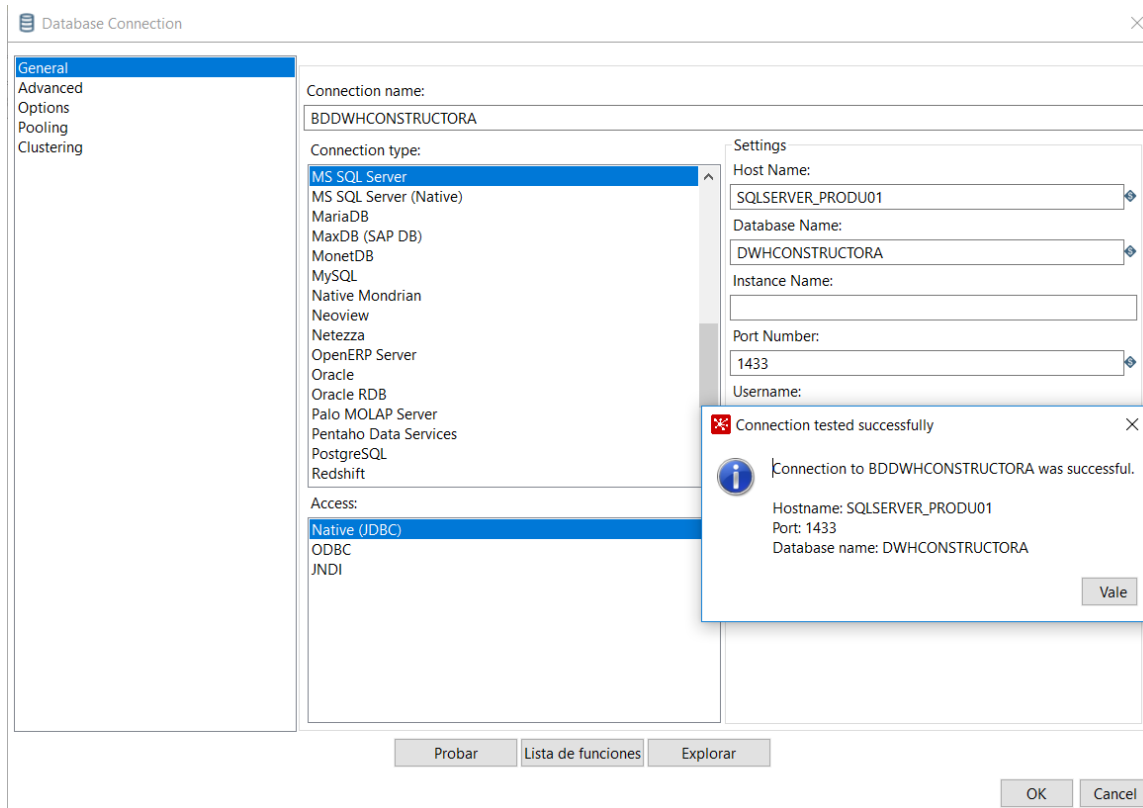 Database Connection
General
Advanced
Options
Pooling
Clustering
Connection name:
BDDWHCONSTRUCTORA
Connection type:
MS SQL Server
MS SQL Server (Native)
MariaDB
MaxDB (SAP DB)
MonetDB
MySQL
Native Mondrian
Neoview
Netezza
OpenERP Server
Oracle
Oracle RDB
Palo MOLAP Server
Pentaho Data Services
PostgreSQL
Redshift
Access:
Native (JDBC)
ODBC
JNDI
Settings
Host Name:
SQLSERVER_PRODU01
Database Name:
DWHCONSTRUCTORA
Instance Name:
Port Number:
1433
Username:
Connection tested successfully
Connection to BDDWHCONSTRUCTORA was successful.
Hostname: SQLSERVER_PRODU01
Port: 1433
Database name: DWHCONSTRUCTORA
Vale
Probar
Lista de funciones
Explorar
OK
Cancel